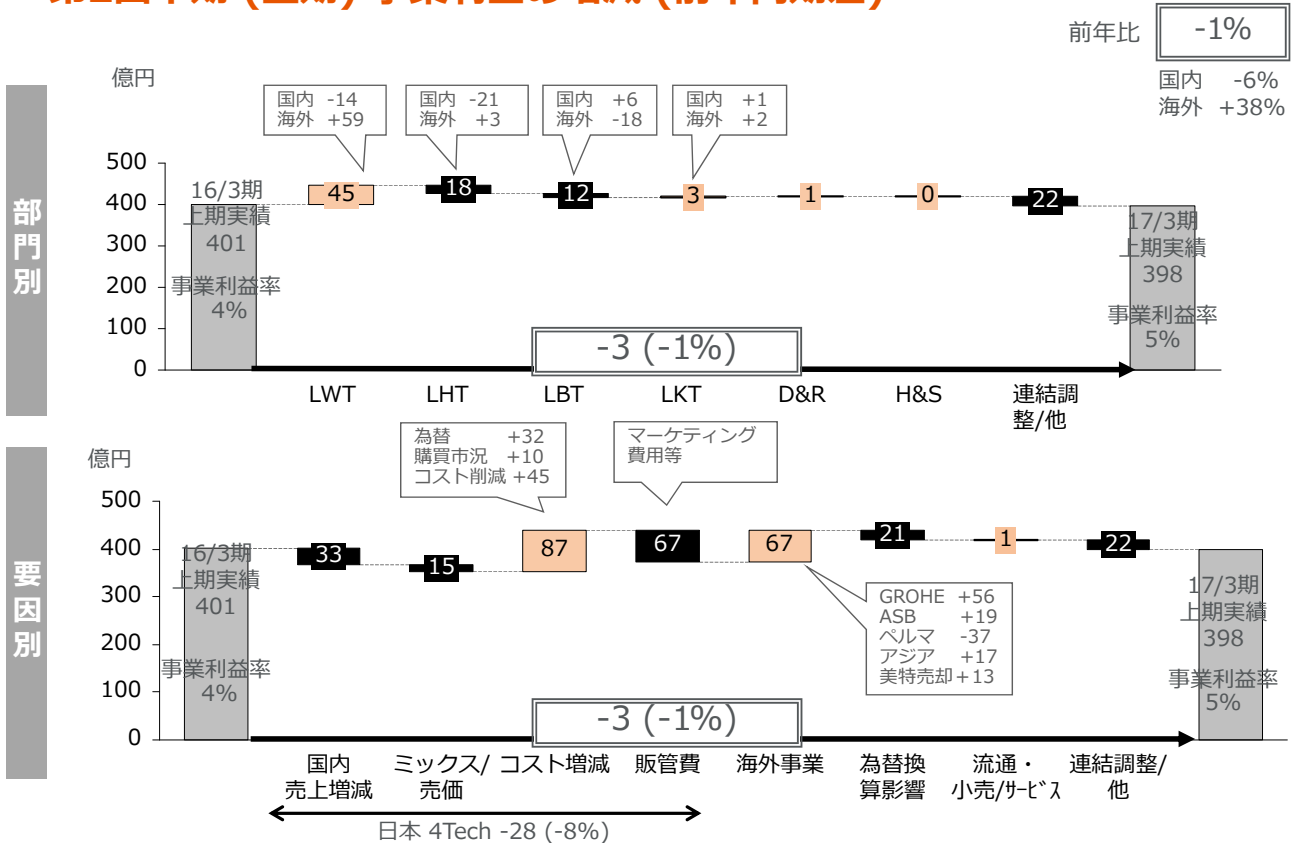 前年比 -1%
国内 -6%
海外 +38%
部門別
億円
国内 -14
海外 +59
国内 -21
海外 +3
国内 +6
海外 -18
国内 +1
海外 +2
500
400
300
200
100
0
16/3期
上期実績
401
事業利益率
4%
45
18
12
3
1
0
22
17/3期
上期実績
398
事業利益率
5%
-3 (-1%)
LWT
LHT
LBT
LKT
D&R
H&S
連結調
整/他
要因別
億円
為替 +32
購買市況 +10
コスト削減 +45
マーケティング
費用等
500
400
300
200
100
0
16/3期
上期実績
401
事業利益率
4%
33
15
87
67
67
21
1
22
GROHE +56
ASB +19
ペルマ -37
アジア +17
美特売却+13
17/3期
上期実績
398
事業利益率
5%
-3 (-1%)
国内
売上増減
ミックス/
売価
コスト増減
販管費
海外事業
為替換
算影響
流通・
小売/ｻｰﾋﾞｽ
連結調整/
他
日本 4Tech -28 (-8%)